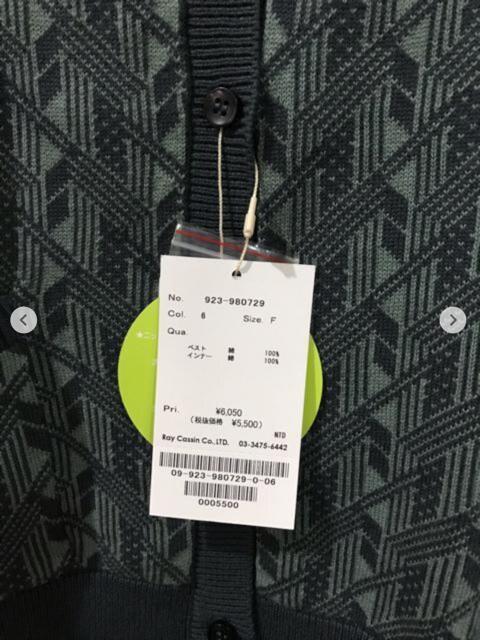 No. 923-980729
Col. 6 Size. F
Qua.
ベスト 綿 100%
インナー 綿 100%
Pri. ¥6,050
(税抜価格 ¥5,500) NTD
Ray Cassin Co.,LTD. 03-3475-6442
09-923-980729-0-06
0005500
★ニッ